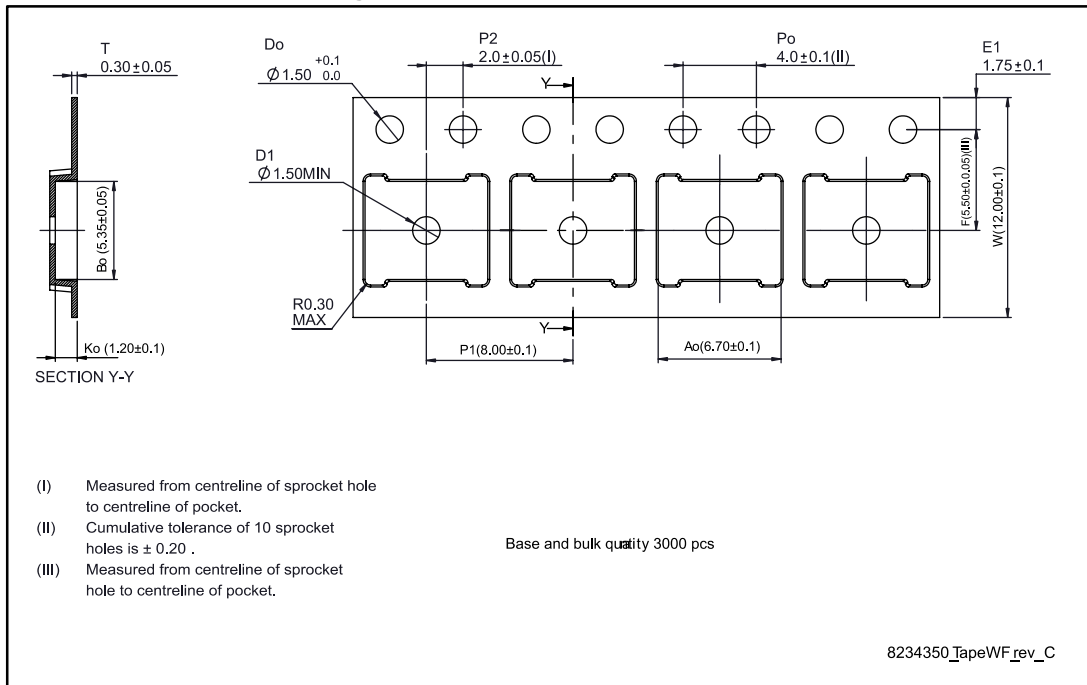 T
0.30±0.05
Do
Ø1.50 +0.1 0.0
P2
2.0±0.05(I)
Po
4.0±0.1(II)
E1
1.75±0.1
Y
D1
Ø1.50MIN
Bo (5.35±0.05)
F(5.50±0.0.05)(III)
W(12.00±0.1)
R0.30
MAX
Y
Ko (1.20±0.1)
P1(8.00±0.1)
Ao(6.70±0.1)
SECTION Y-Y
(I) Measured from centreline of sprocket hole
to centreline of pocket.
(II) Cumulative tolerance of 10 sprocket
holes is ± 0.20 .
(III) Measured from centreline of sprocket
hole to centreline of pocket.
Base and bulk quatity 3000 pcs
8234350_TapeWF_rev_C